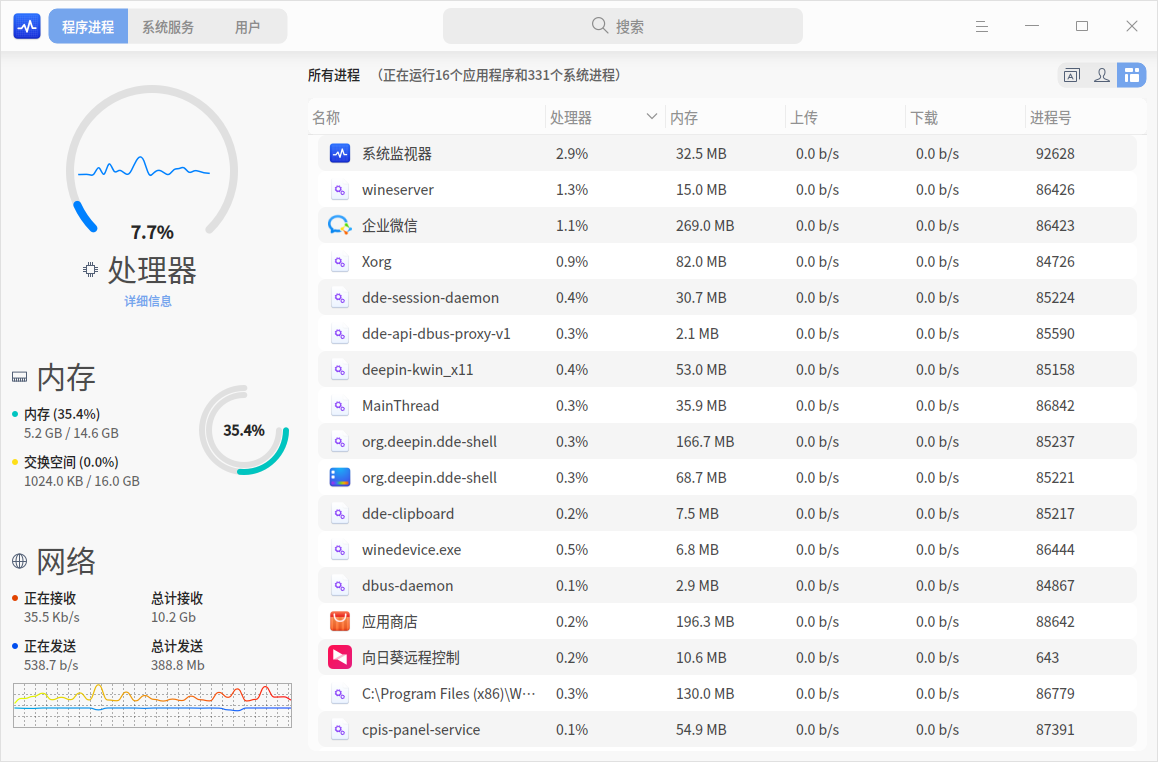 程序进程 系统服务 用户 搜索
所有进程 （正在运行16个应用程序和331个系统进程）
名称 处理器 内存 上传 下载 进程号
系统监视器 2.9% 32.5 MB 0.0 b/s 0.0 b/s 92628
wineserver 1.3% 15.0 MB 0.0 b/s 0.0 b/s 86426
企业微信 1.1% 269.0 MB 0.0 b/s 0.0 b/s 86423
Xorg 0.9% 82.0 MB 0.0 b/s 0.0 b/s 84726
dde-session-daemon 0.4% 30.7 MB 0.0 b/s 0.0 b/s 85224
dde-api-dbus-proxy-v1 0.3% 2.1 MB 0.0 b/s 0.0 b/s 85590
deepin-kwin_x11 0.4% 53.0 MB 0.0 b/s 0.0 b/s 85158
MainThread 0.3% 35.9 MB 0.0 b/s 0.0 b/s 86842
org.deepin.dde-shell 0.3% 166.7 MB 0.0 b/s 0.0 b/s 85237
org.deepin.dde-shell 0.3% 68.7 MB 0.0 b/s 0.0 b/s 85221
dde-clipboard 0.2% 7.5 MB 0.0 b/s 0.0 b/s 85217
winedevice.exe 0.5% 6.8 MB 0.0 b/s 0.0 b/s 86444
dbus-daemon 0.1% 2.9 MB 0.0 b/s 0.0 b/s 84867
应用商店 0.2% 196.3 MB 0.0 b/s 0.0 b/s 88642
向日葵远程控制 0.2% 10.6 MB 0.0 b/s 0.0 b/s 643
C:\Program Files (x86)\W… 0.3% 130.0 MB 0.0 b/s 0.0 b/s 86779
cpis-panel-service 0.1% 54.9 MB 0.0 b/s 0.0 b/s 87391
7.7%
处理器
详细信息
内存
内存 (35.4%)
5.2 GB / 14.6 GB
35.4%
交换空间 (0.0%)
1024.0 KB / 16.0 GB
网络
正在接收 总计接收
35.5 Kb/s 10.2 Gb
正在发送 总计发送
538.7 b/s 388.8 Mb